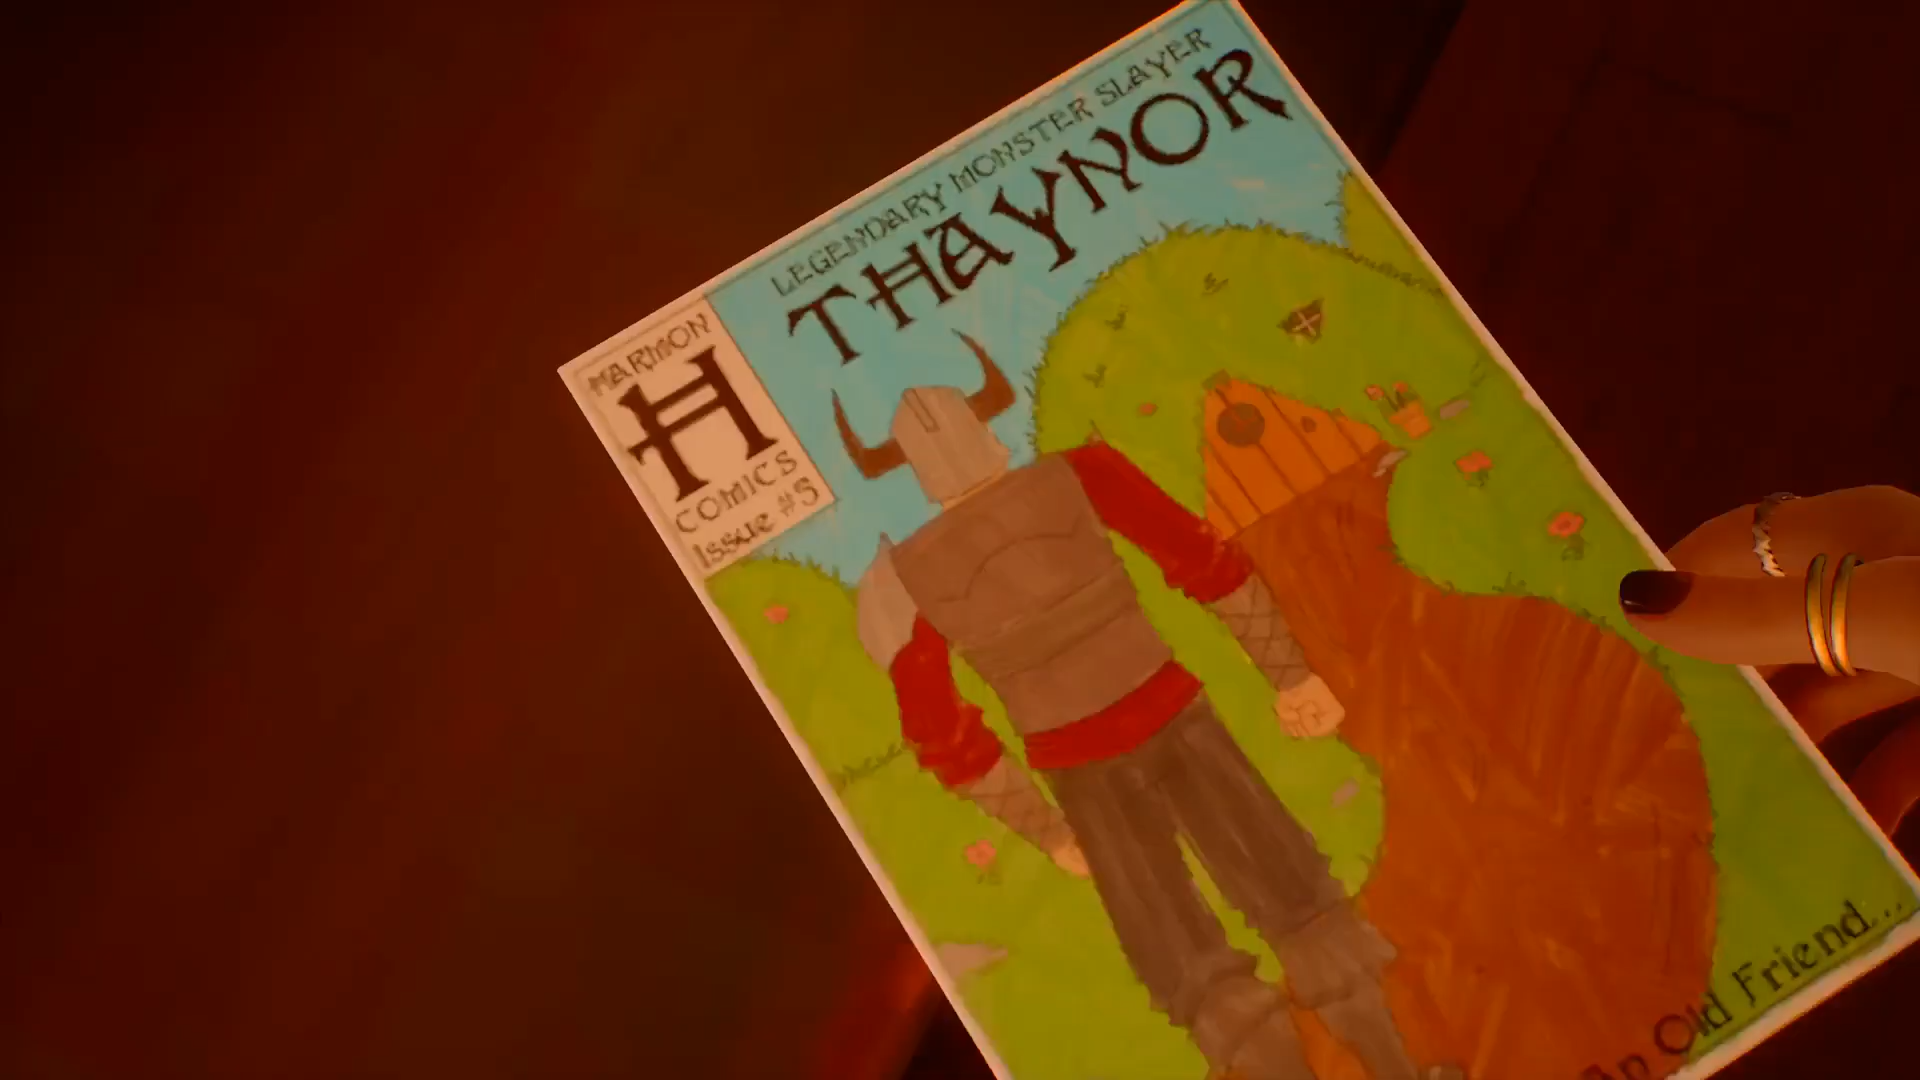 LEGENDARY MONSTER SLAYER
THAYNOR
HARMON
H
COMICS
Issue #5
An Old Friend...